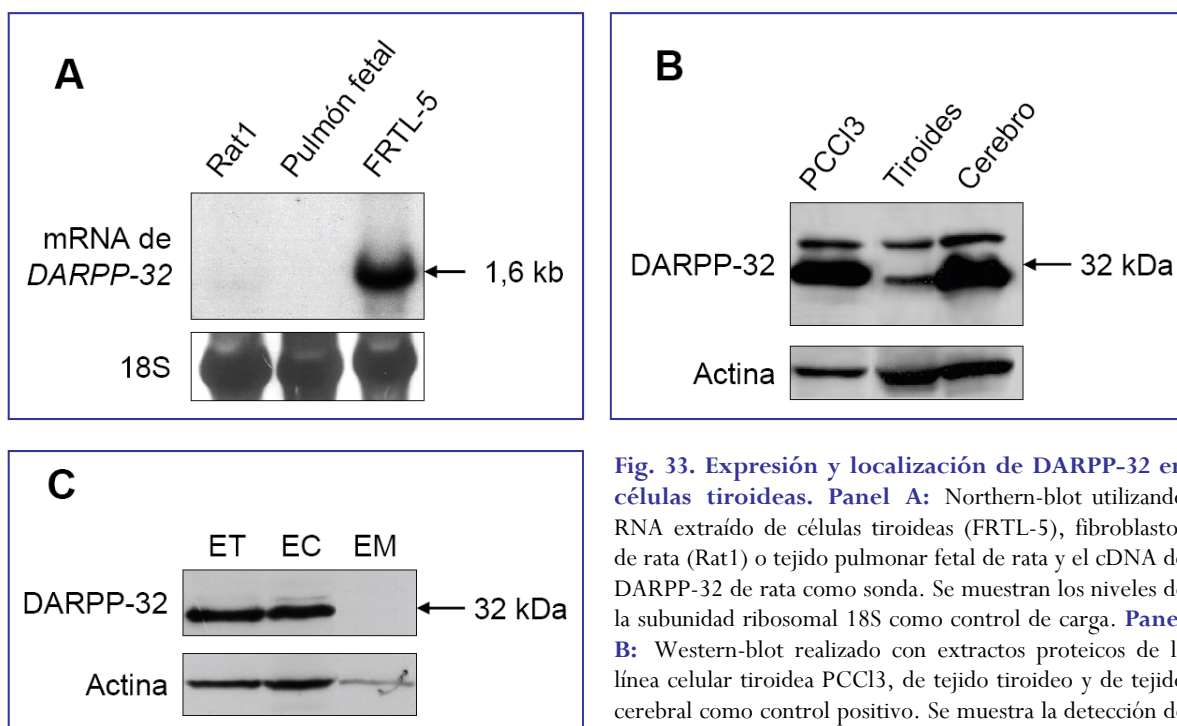 A
Rat1
Pulmón fetal
FRTL-5
mRNA de
DARPP-32
1,6 kb
18S
B
PCCl3
Tiroides
Cerebro
DARPP-32
32 kDa
Actina
C
ET EC EM
DARPP-32
32 kDa
Actina
Fig. 33. Expresión y localización de DARPP-32 en
células tiroideas. Panel A: Northern-blot utilizando
RNA extraído de células tiroideas (FRTL-5), fibroblasto
de rata (Rat1) o tejido pulmonar fetal de rata y el cDNA de
DARPP-32 de rata como sonda. Se muestran los niveles de
la subunidad ribosomal 18S como control de carga. Pane
B: Western-blot realizado con extractos proteicos de l
línea celular tiroidea PCCl3, de tejido tiroideo y de tejido
cerebral como control positivo. Se muestra la detección de